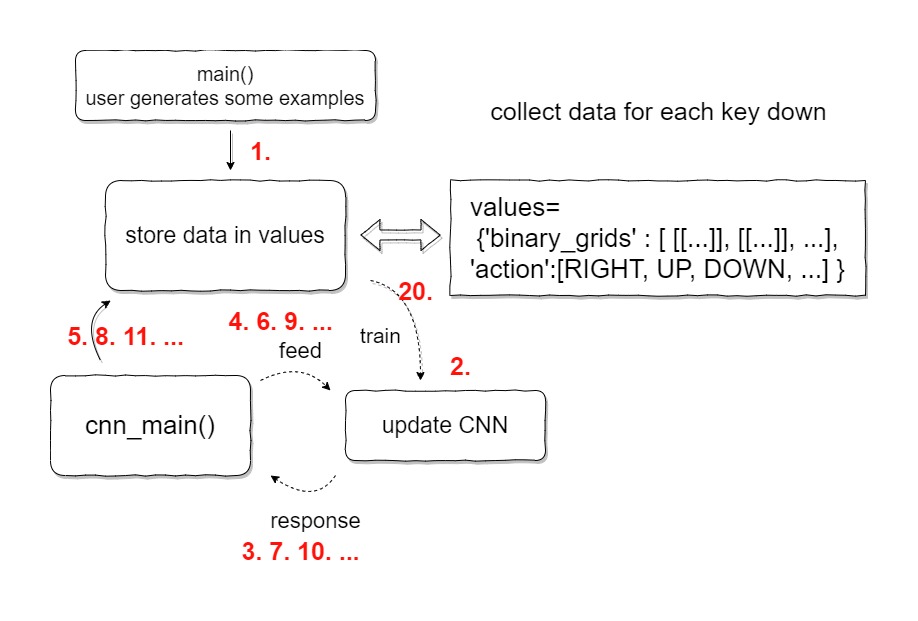 main()
user generates some examples
collect data for each key down
1.
store data in values
values=
{'binary_grids' : [ [[...]], [[...]], ...],
'action':[RIGHT, UP, DOWN, ...] }
20.
4. 6. 9. ...
5. 8. 11. ...
feed
train
2.
cnn_main()
update CNN
response
3. 7. 10. ...